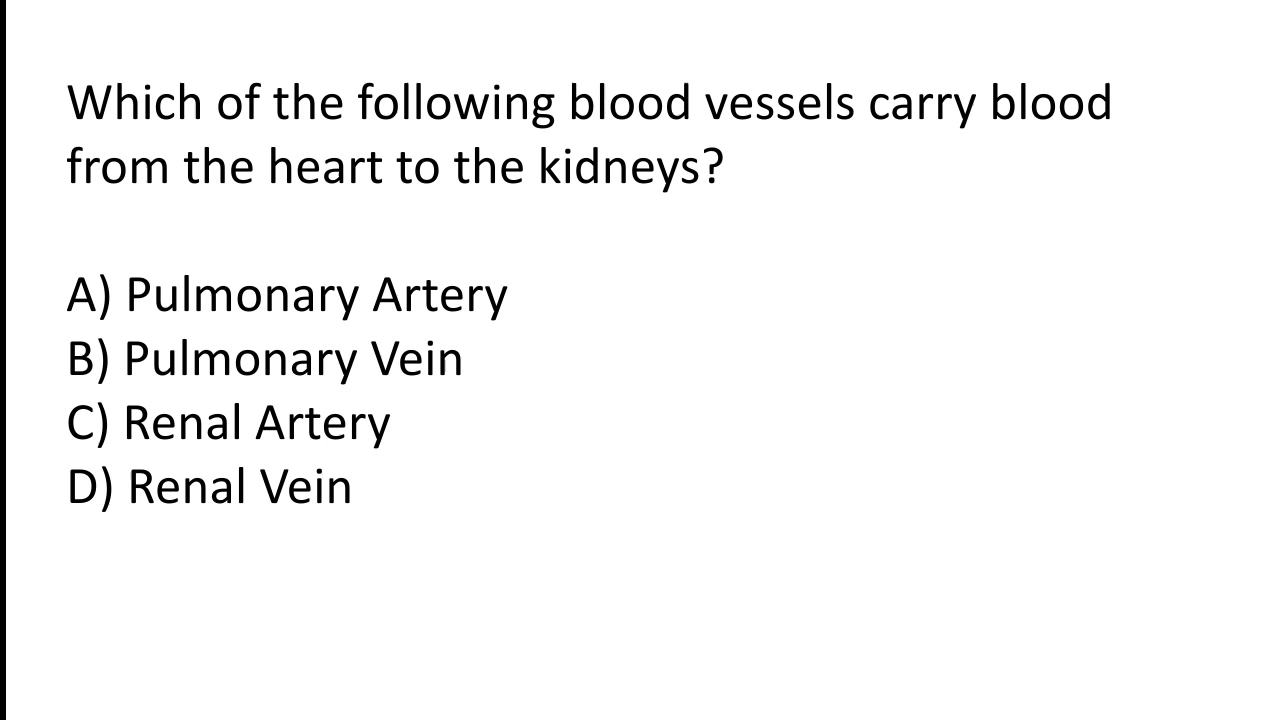 Which of the following blood vessels carry blood
from the heart to the kidneys?
A) Pulmonary Artery
B) Pulmonary Vein
C) Renal Artery
D) Renal Vein